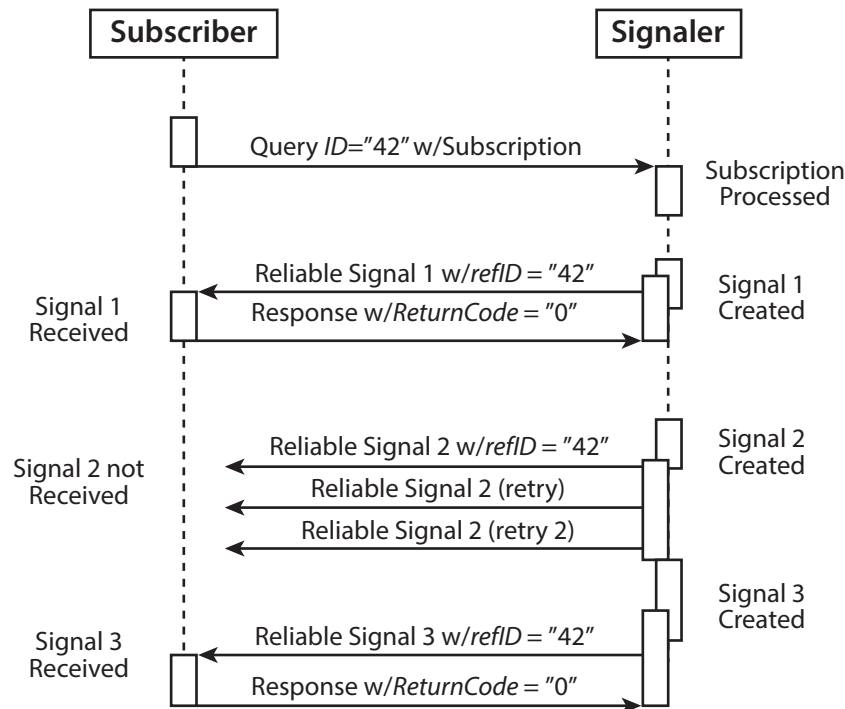 Subscriber
Signaler
Query ID=”42” w/Subscription
Subscription
Processed
Reliable Signal 1 w/refID = ”42”
Signal 1
Created
Signal 1
Received
Response w/ReturnCode = ”0”
Reliable Signal 2 w/refID = ”42”
Signal 2
Created
Signal 2 not
Received
Reliable Signal 2 (retry)
Reliable Signal 2 (retry 2)
Signal 3
Created
Signal 3
Received
Reliable Signal 3 w/refID = ”42”
Response w/ReturnCode = ”0”